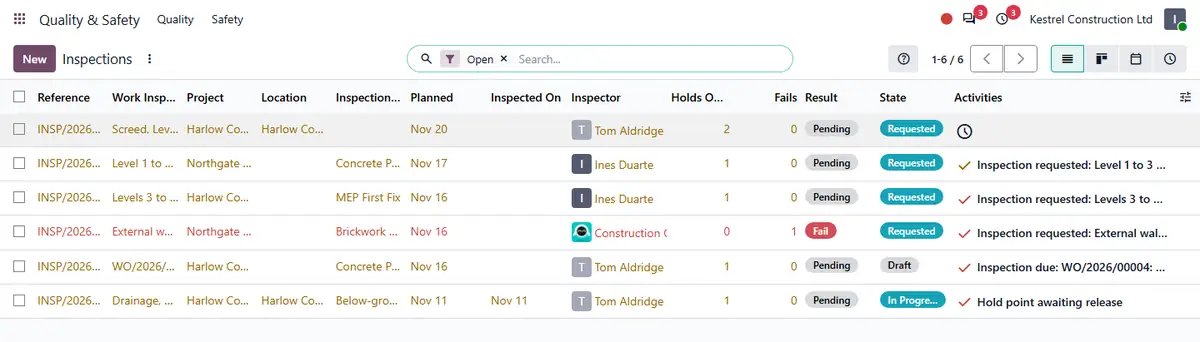 Quality & Safety Quality Safety 3 3 Kestrel Construction Ltd I
New Inspections Open × Search... 1-6 / 6
Reference Work Insp... Project Location Inspection... Planned Inspected On Inspector Holds O... Fails Result State Activities
INSP/2026... Screed, Lev... Harlow Co... Harlow Co... Nov 20 T Tom Aldridge 2 0 Pending Requested
INSP/2026... Level 1 to ... Northgate ... Concrete P... Nov 17 I Ines Duarte 1 0 Pending Requested Inspection requested: Level 1 to 3 ...
INSP/2026... Levels 3 to ... Harlow Co... MEP First Fix Nov 16 I Ines Duarte 1 0 Pending Requested Inspection requested: Levels 3 to ...
INSP/2026... External w... Northgate ... Brickwork ... Nov 16 Construction 0 1 Fail Requested Inspection requested: External wal...
INSP/2026... WO/2026/... Harlow Co... Concrete P... Nov 16 T Tom Aldridge 1 0 Pending Draft Inspection due: WO/2026/00004: ...
INSP/2026... Drainage, ... Harlow Co... Harlow Co... Below-gro... Nov 11 Nov 11 T Tom Aldridge 1 0 Pending In Progre... Hold point awaiting release